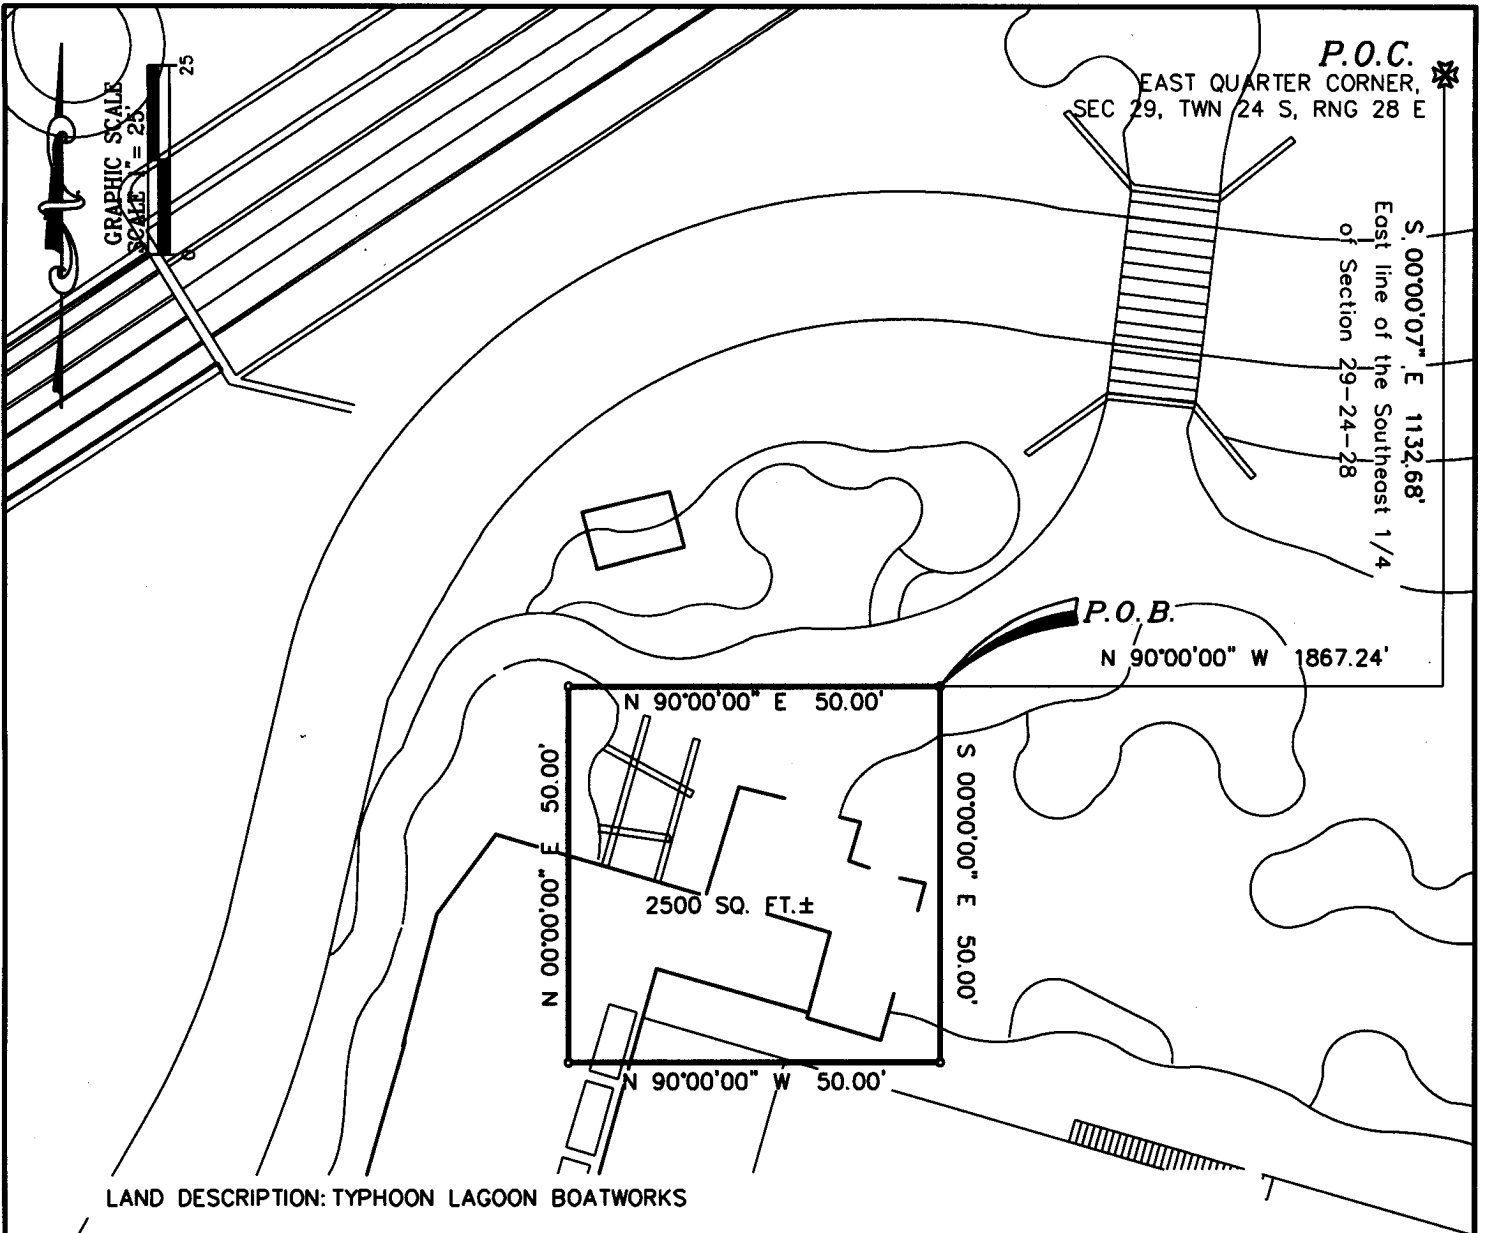 P.O.C.
EAST QUARTER CORNER,
SEC 29, TWN 24 S, RNG 28 E
GRAPHIC SCALE
SCALE 1"= 25'
0
25
S. 00°00'07" E 1132.68'
East line of the Southeast 1/4
of Section 29-24-28
P.O.B.
N 90°00'00" W 1867.24'
N 90°00'00" E 50.00'
N 00°00'00" E 50.00'
S 00°00'00" E 50.00'
2500 SQ. FT.±
N 90°00'00" W 50.00'
LAND DESCRIPTION: TYPHOON LAGOON BOATWORKS